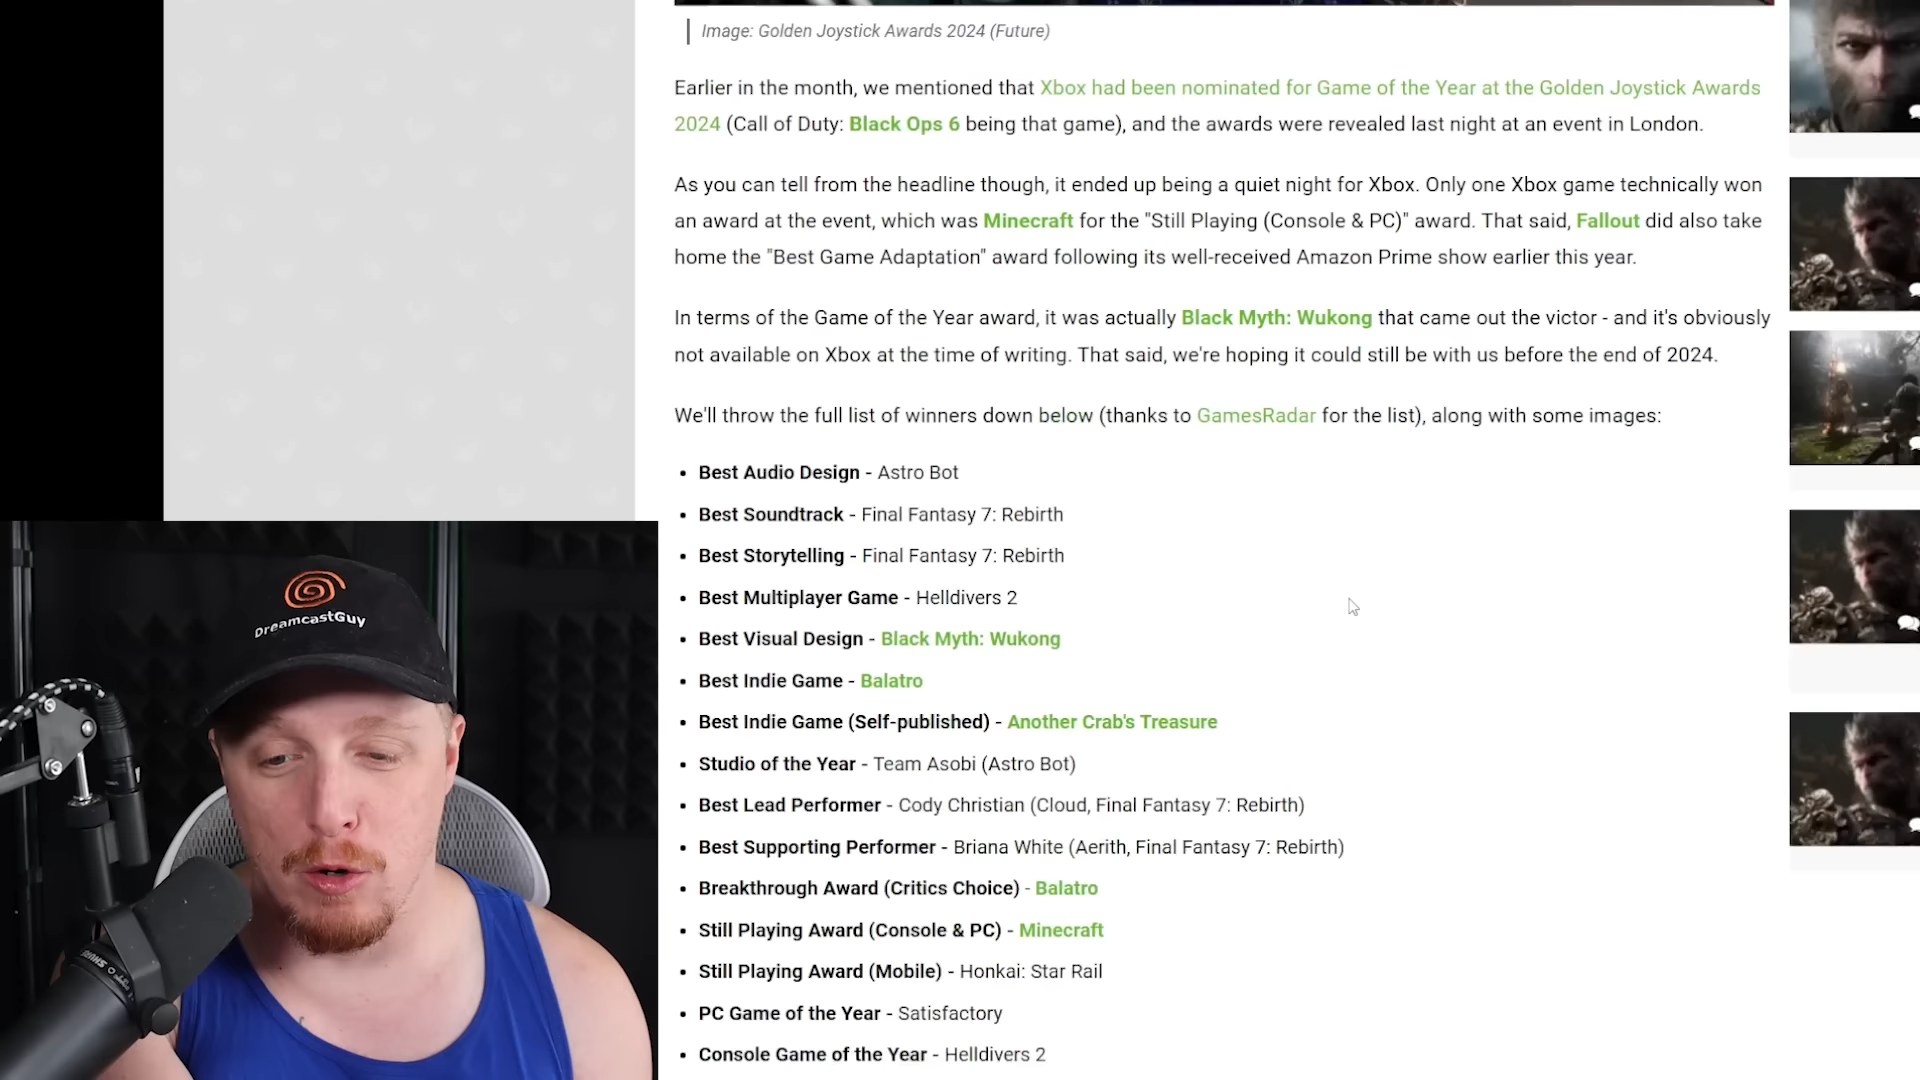 Image: Golden Joystick Awards 2024 (Future)
Earlier in the month, we mentioned that Xbox had been nominated for Game of the Year at the Golden Joystick Awards
2024 (Call of Duty: Black Ops 6 being that game), and the awards were revealed last night at an event in London.
As you can tell from the headline though, it ended up being a quiet night for Xbox. Only one Xbox game technically won
an award at the event, which was Minecraft for the "Still Playing (Console & PC)" award. That said, Fallout did also take
home the "Best Game Adaptation" award following its well-received Amazon Prime show earlier this year.
In terms of the Game of the Year award, it was actually Black Myth: Wukong that came out the victor - and it's obviously
not available on Xbox at the time of writing. That said, we're hoping it could still be with us before the end of 2024.
We'll throw the full list of winners down below (thanks to GamesRadar for the list), along with some images:
• Best Audio Design - Astro Bot
• Best Soundtrack - Final Fantasy 7: Rebirth
• Best Storytelling - Final Fantasy 7: Rebirth
• Best Multiplayer Game - Helldivers 2
• Best Visual Design - Black Myth: Wukong
• Best Indie Game - Balatro
• Best Indie Game (Self-published) - Another Crab's Treasure
• Studio of the Year - Team Asobi (Astro Bot)
• Best Lead Performer - Cody Christian (Cloud, Final Fantasy 7: Rebirth)
• Best Supporting Performer - Briana White (Aerith, Final Fantasy 7: Rebirth)
• Breakthrough Award (Critics Choice) - Balatro
• Still Playing Award (Console & PC) - Minecraft
• Still Playing Award (Mobile) - Honkai: Star Rail
• PC Game of the Year - Satisfactory
• Console Game of the Year - Helldivers 2
DreamcastGuy
SHURE